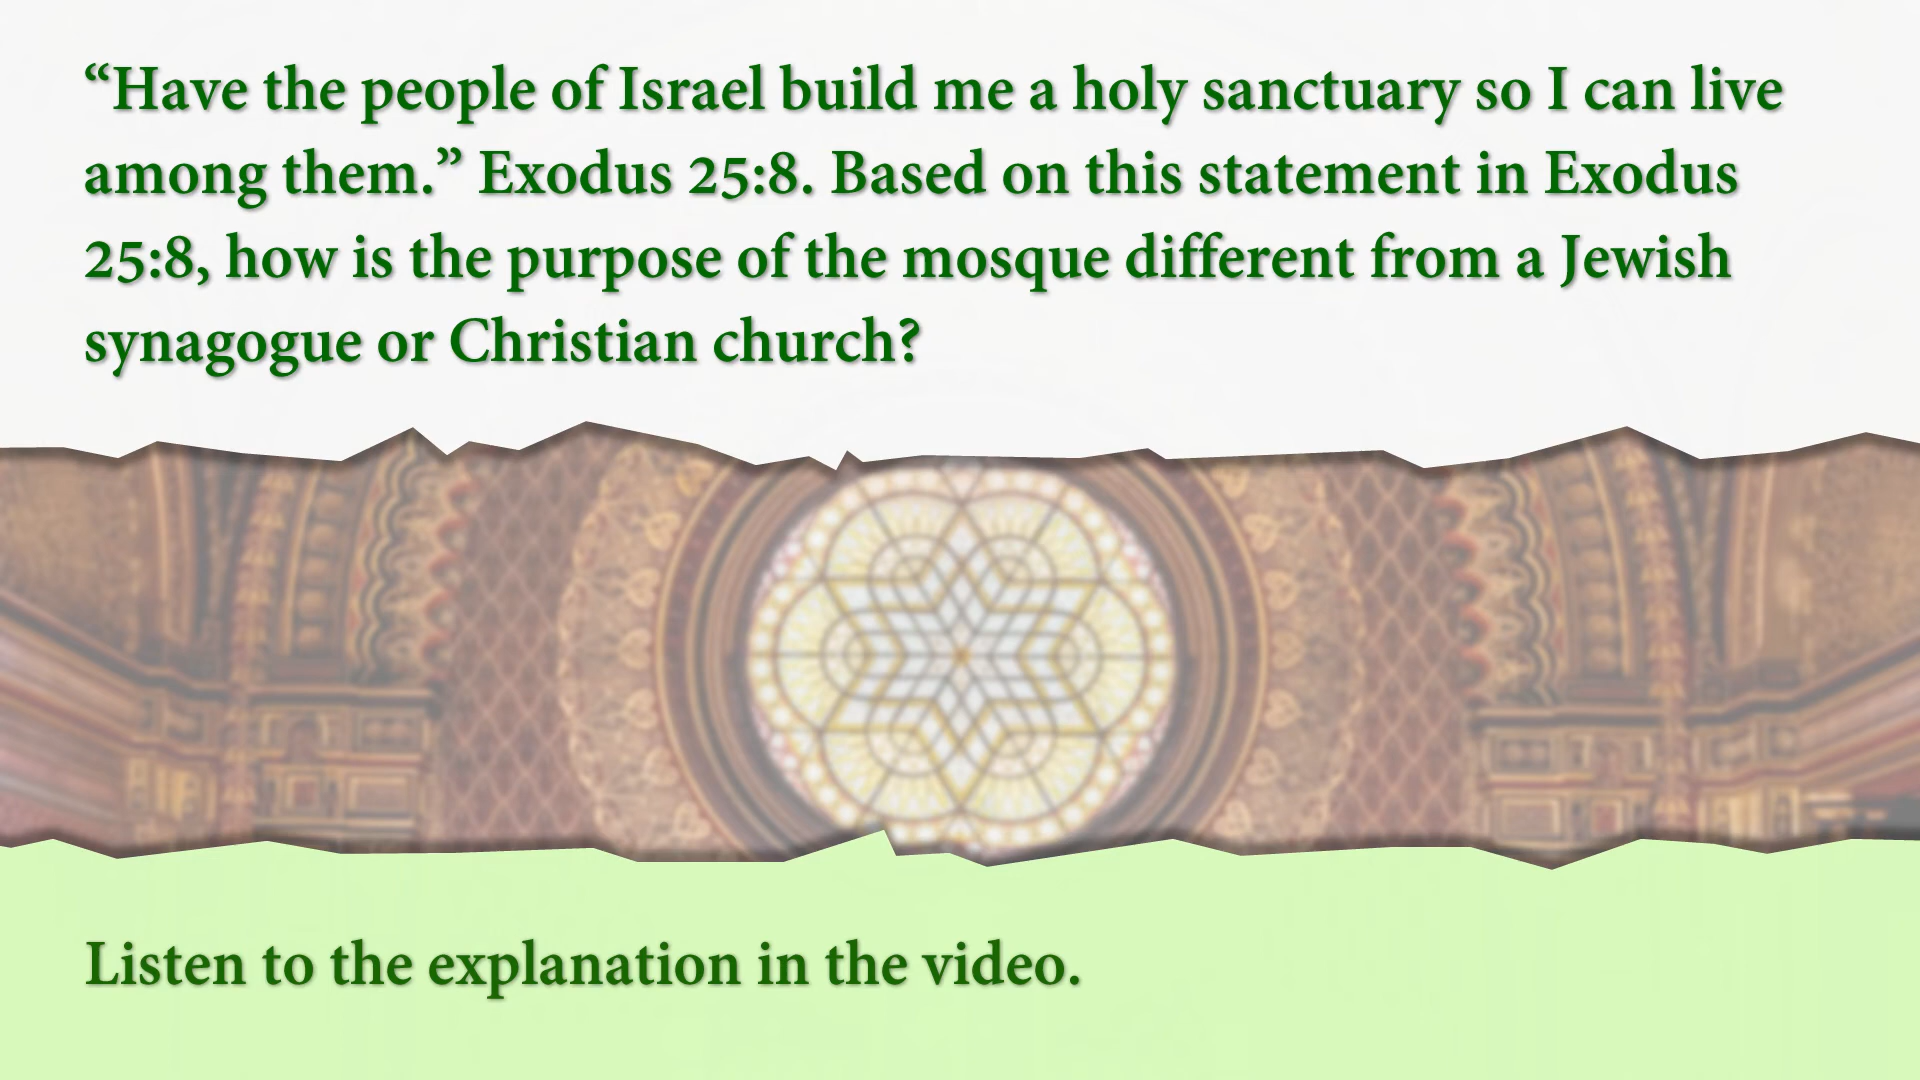 “Have the people of Israel build me a holy sanctuary so I can live
among them.” Exodus 25:8. Based on this statement in Exodus
25:8, how is the purpose of the mosque different from a Jewish
synagogue or Christian church?
Listen to the explanation in the video.